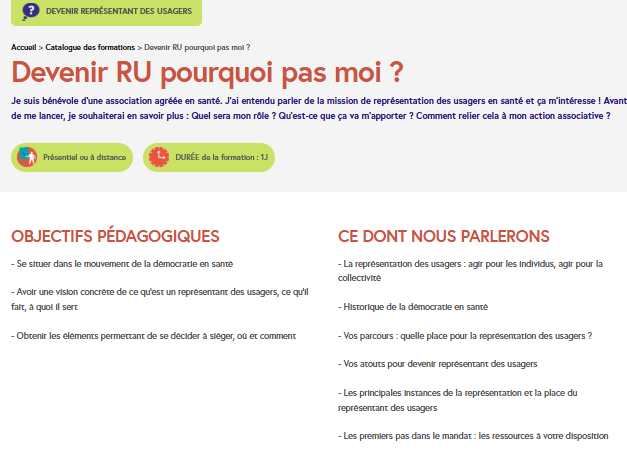 DEVENIR REPRÉSENTANT DES USAGERS
Accueil > Catalogue des formations > Devenir RU pourquoi pas moi ?
Devenir RU pourquoi pas moi ?
Je suis bénévole d'une association agréée en santé. J'ai entendu parler de la mission de représentation des usagers en santé et ça m'intéresse ! Avant
de me lancer, je souhaiterai en savoir plus : Quel sera mon rôle ? Qu'est-ce que ça va m'apporter ? Comment relier cela à mon action associative ?
Présentiel ou à distance
DURÉE de la formation : 1J
OBJECTIFS PÉDAGOGIQUES
- Se situer dans le mouvement de la démocratie en santé
- Avoir une vision concrète de ce qu'est un représentant des usagers, ce qu'il
fait, à quoi il sert
- Obtenir les éléments permettant de se décider à siéger, où et comment
CE DONT NOUS PARLERONS
- La représentation des usagers : agir pour les individus, agir pour la
collectivité
- Historique de la démocratie en santé
- Vos parcours : quelle place pour la représentation des usagers ?
- Vos atouts pour devenir représentant des usagers
- Les principales instances de la représentation et la place du
représentant des usagers
- Les premiers pas dans le mandat : les ressources à votre disposition